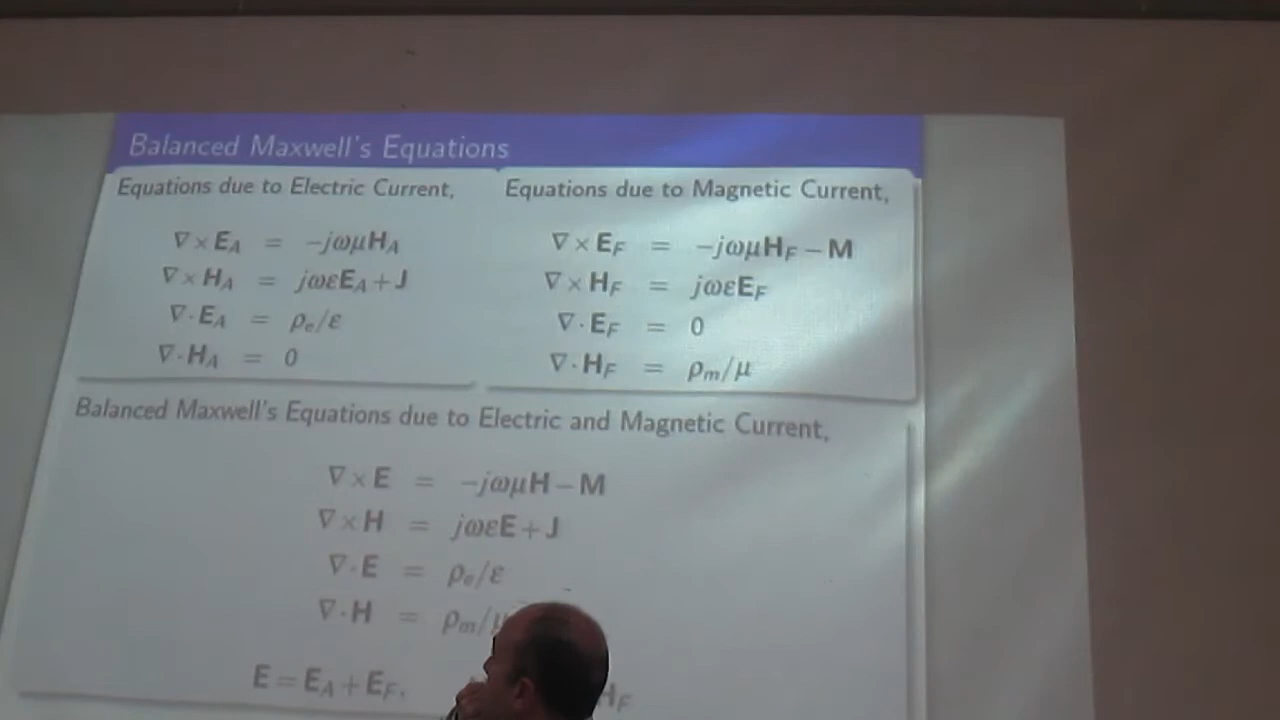 Balanced Maxwell's Equations
Equations due to Electric Current,
∇×E_A = −jωμH_A
∇×H_A = jωεE_A + J
∇·E_A = ρ_e/ε
∇·H_A = 0
Equations due to Magnetic Current,
∇×E_F = −jωμH_F − M
∇×H_F = jωεE_F
∇·E_F = 0
∇·H_F = ρ_m/μ
Balanced Maxwell's Equations due to Electric and Magnetic Current,
∇×E = −jωμH − M
∇×H = jωεE + J
∇·E = ρ_e/ε
∇·H = ρ_m/μ
E = E_A + E_F, H_F